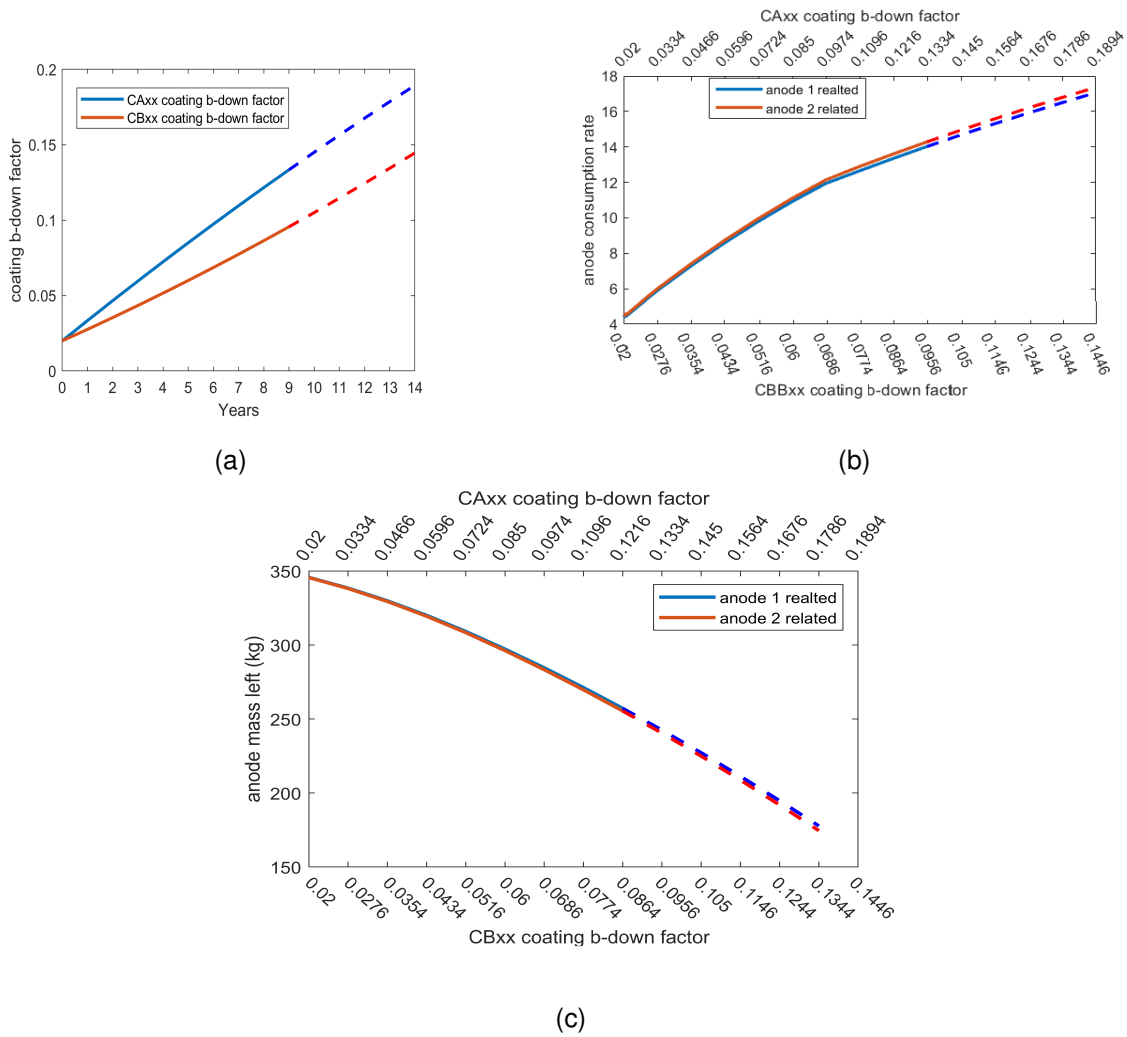 CAxx coating b-down factor
CBxx coating b-down factor
0.2
0.15
0.1
0.05
0
coating b-down factor
0 1 2 3 4 5 6 7 8 9 10 11 12 13 14
Years
(a)
CAxx coating b-down factor
0.02 0.0334 0.0466 0.0596 0.0724 0.085 0.0974 0.1096 0.1216 0.1334 0.145 0.1564 0.1676 0.1786 0.1894
anode 1 realted
anode 2 related
18
16
14
12
10
8
6
4
anode consumption rate
0.02 0.0276 0.0354 0.0434 0.0516 0.06 0.0686 0.0774 0.0864 0.0956 0.105 0.1146 0.1244 0.1344 0.1446
CBBxx coating b-down factor
(b)
CAxx coating b-down factor
0.02 0.0334 0.0466 0.0596 0.0724 0.085 0.0974 0.1096 0.1216 0.1334 0.145 0.1564 0.1676 0.1786 0.1894
anode 1 realted
anode 2 related
350
300
250
200
150
anode mass left (kg)
0.02 0.0276 0.0354 0.0434 0.0516 0.06 0.0686 0.0774 0.0864 0.0956 0.105 0.1146 0.1244 0.1344 0.1446
CBxx coating b-down factor
(c)